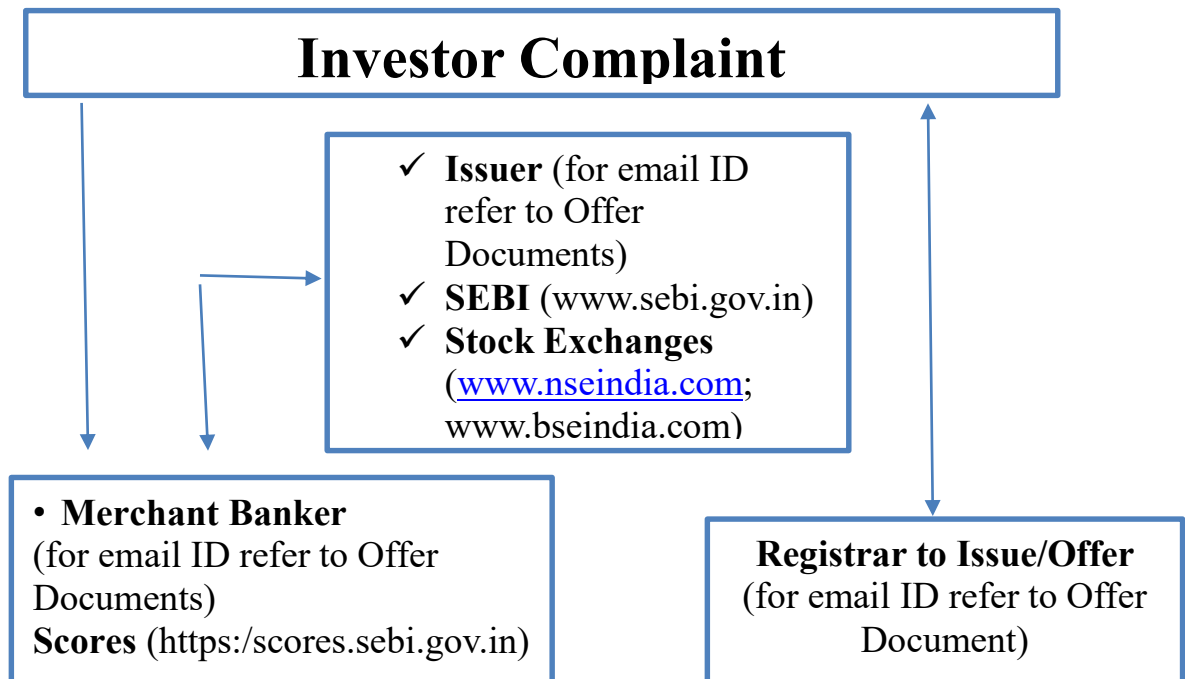 Investor Complaint
✓ Issuer (for email ID
refer to Offer
Documents)
✓ SEBI (www.sebi.gov.in)
✓ Stock Exchanges
(www.nseindia.com;
www.bseindia.com)
• Merchant Banker
(for email ID refer to Offer
Documents)
Scores (https:/scores.sebi.gov.in)
Registrar to Issue/Offer
(for email ID refer to Offer
Document)